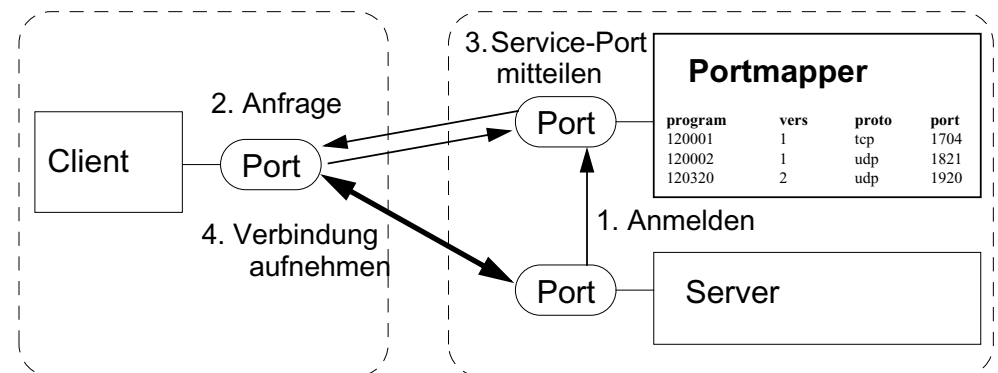 3. Service-Port
mitteilen
Portmapper
2. Anfrage
program vers proto port
120001 1 tcp 1704
120002 1 udp 1821
120320 2 udp 1920
Client
Port
Port
1. Anmelden
4. Verbindung
aufnehmen
Port
Server